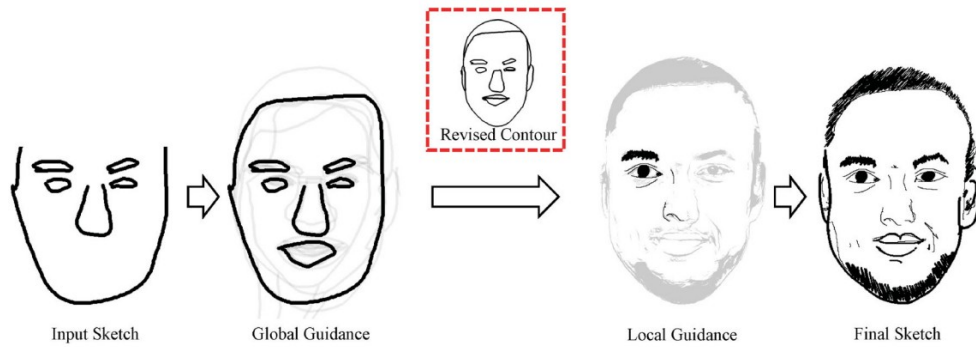 Revised Contour
Input Sketch
Global Guidance
Local Guidance
Final Sketch